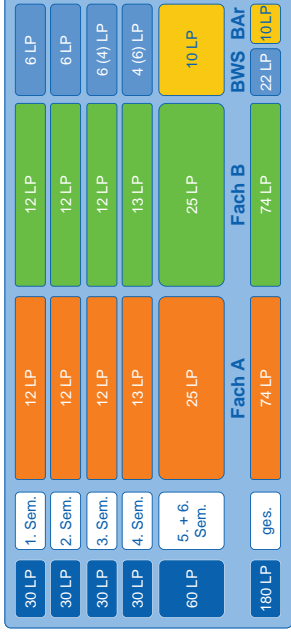 30 LP 1. Sem. 12 LP 12 LP 6 LP
30 LP 2. Sem. 12 LP 12 LP 6 LP
30 LP 3. Sem. 12 LP 12 LP 6 (4) LP
30 LP 4. Sem. 13 LP 13 LP 4 (6) LP
60 LP 5. + 6. Sem. 25 LP 25 LP 10 LP
Fach A Fach B BWS BAr
180 LP ges. 74 LP 74 LP 22 LP 10 LP